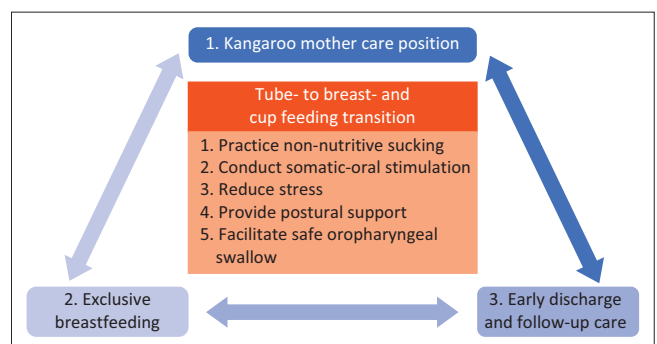 1. Kangaroo mother care position
Tube- to breast- and
cup feeding transition
1. Practice non-nutritive sucking
2. Conduct somatic-oral stimulation
3. Reduce stress
4. Provide postural support
5. Facilitate safe oropharyngeal
swallow
2. Exclusive
breastfeeding
3. Early discharge
and follow-up care